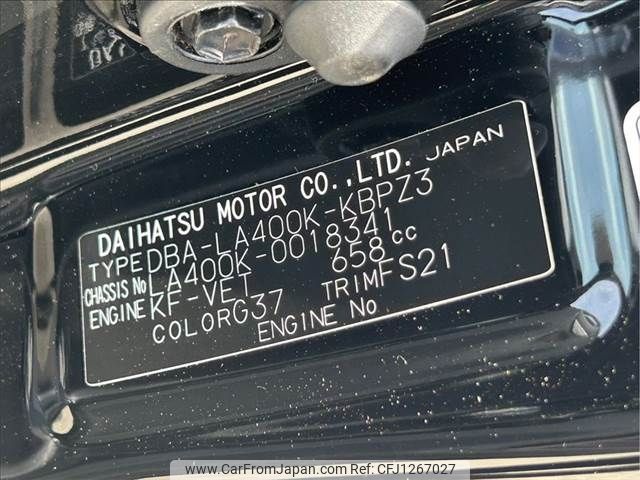 DAIHATSU MOTOR CO.,LTD. JAPAN
TYPE DBA-LA400K-KBPZ3
CHASSIS No LA400K-0018341
ENGINE KF-VET 658cc
COLOR G37 TRIM FS21
ENGINE No
www.CarFromJapan.com - CFJ1267027